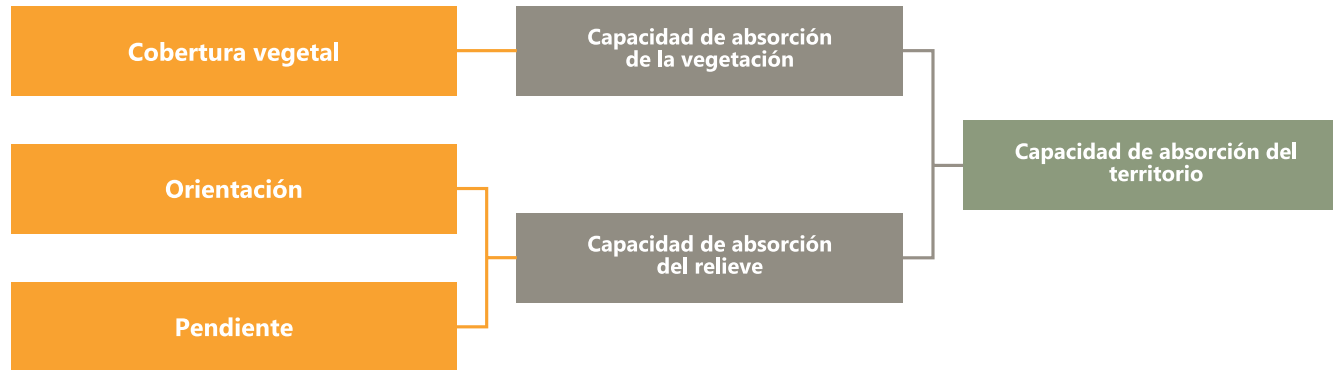 Cobertura vegetal
Capacidad de absorción
de la vegetación
Capacidad de absorción del
territorio
Orientación
Capacidad de absorción
del relieve
Pendiente